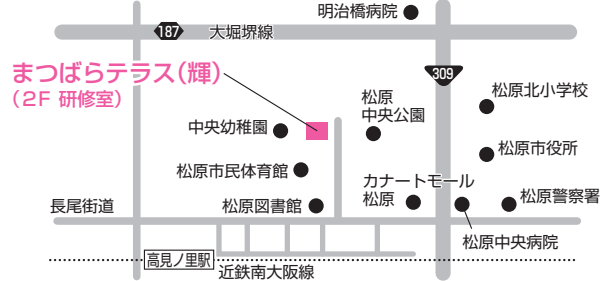 明治橋病院
187
大堀堺線
まつばらテラス(輝)
(2F 研修室)
309
松原
中央公園
松原北小学校
中央幼稚園
松原市役所
松原市民体育館
カナートモール
松原
松原警察署
長尾街道
松原図書館
松原中央病院
高見ノ里駅
近鉄南大阪線